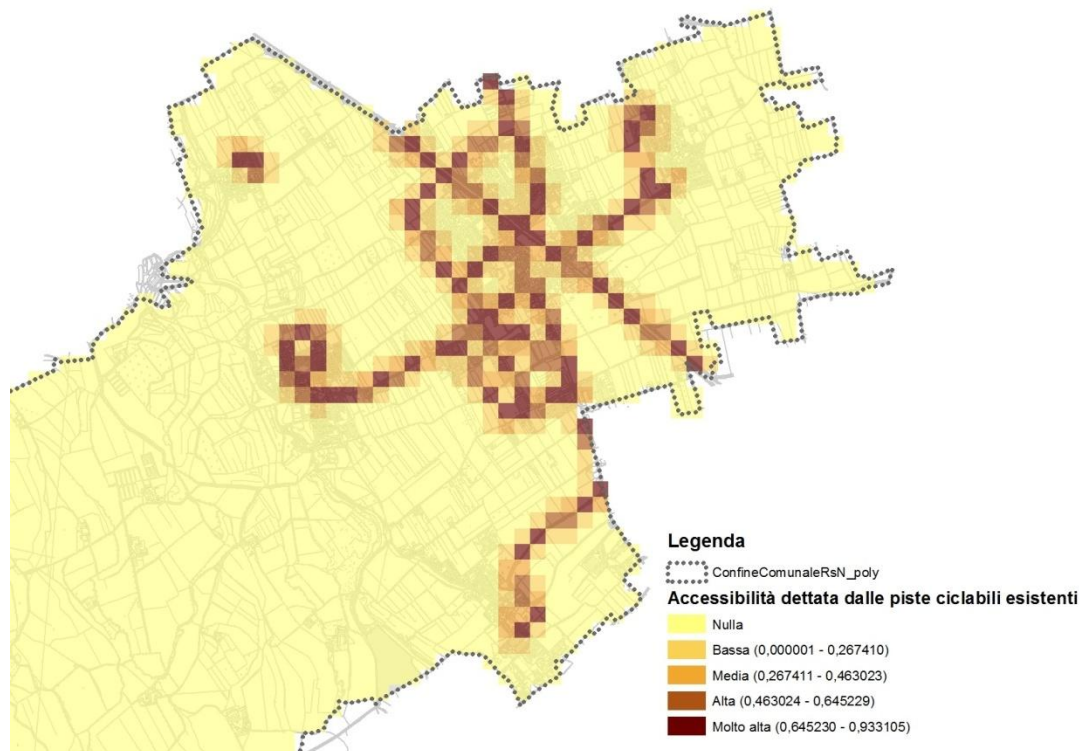 Legenda
ConfineComunaleRsN_poly
Accessibilità dettata dalle piste ciclabili esistenti
Nulla
Bassa (0,000001 - 0,267410)
Media (0,267411 - 0,463023)
Alta (0,463024 - 0,645229)
Molto alta (0,645230 - 0,933105)